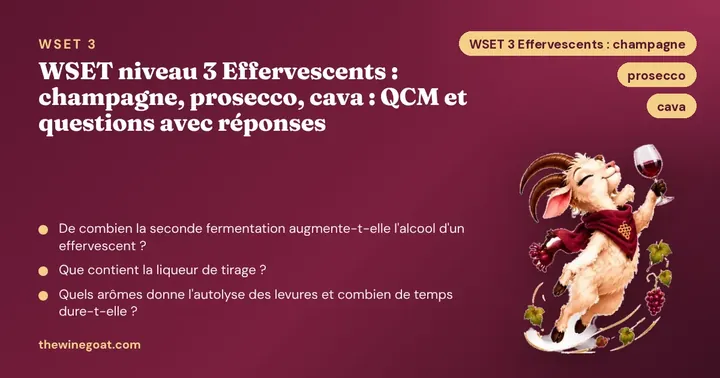 WSET 3
WSET niveau 3 Effervescents :
champagne, prosecco, cava : QCM et
questions avec réponses
WSET 3 Effervescents : champagne
prosecco
cava
De combien la seconde fermentation augmente-t-elle l'alcool d'un
effervescent ?
Que contient la liqueur de tirage ?
Quels arômes donne l'autolyse des levures et combien de temps
dure-t-elle ?
thewinegoat.com